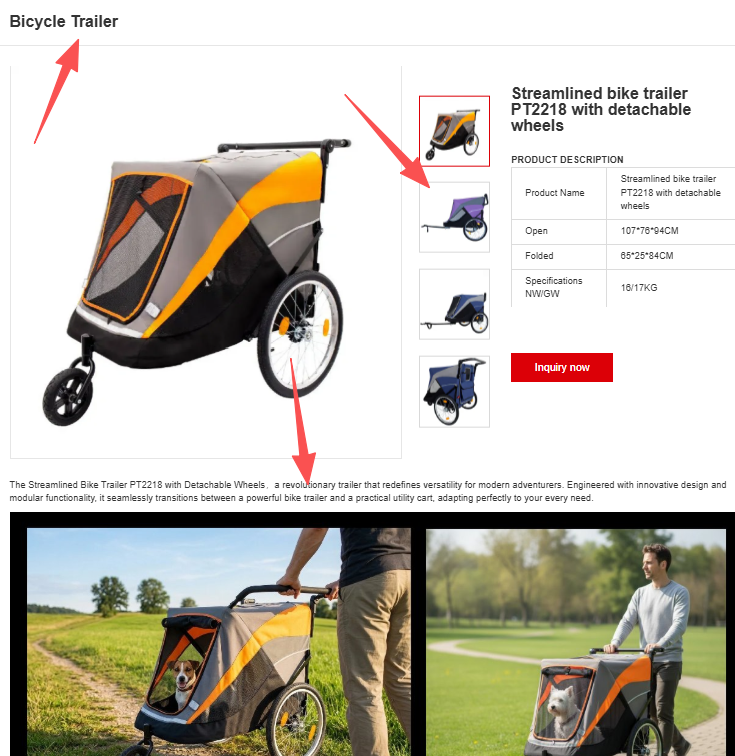 Bicycle Trailer
Streamlined bike trailer
PT2218 with detachable
wheels
PRODUCT DESCRIPTION
Product Name
Streamlined bike trailer
PT2218 with detachable
wheels
Open
107*76*94CM
Folded
65*25*84CM
Specifications
NW/GW
16/17KG
Inquiry now
The Streamlined Bike Trailer PT2218 with Detachable Wheels、a revolutionary trailer that redefines versatility for modern adventurers. Engineered with innovative design and
modular functionality, it seamlessly transitions between a powerful bike trailer and a practical utility cart, adapting perfectly to your every need.